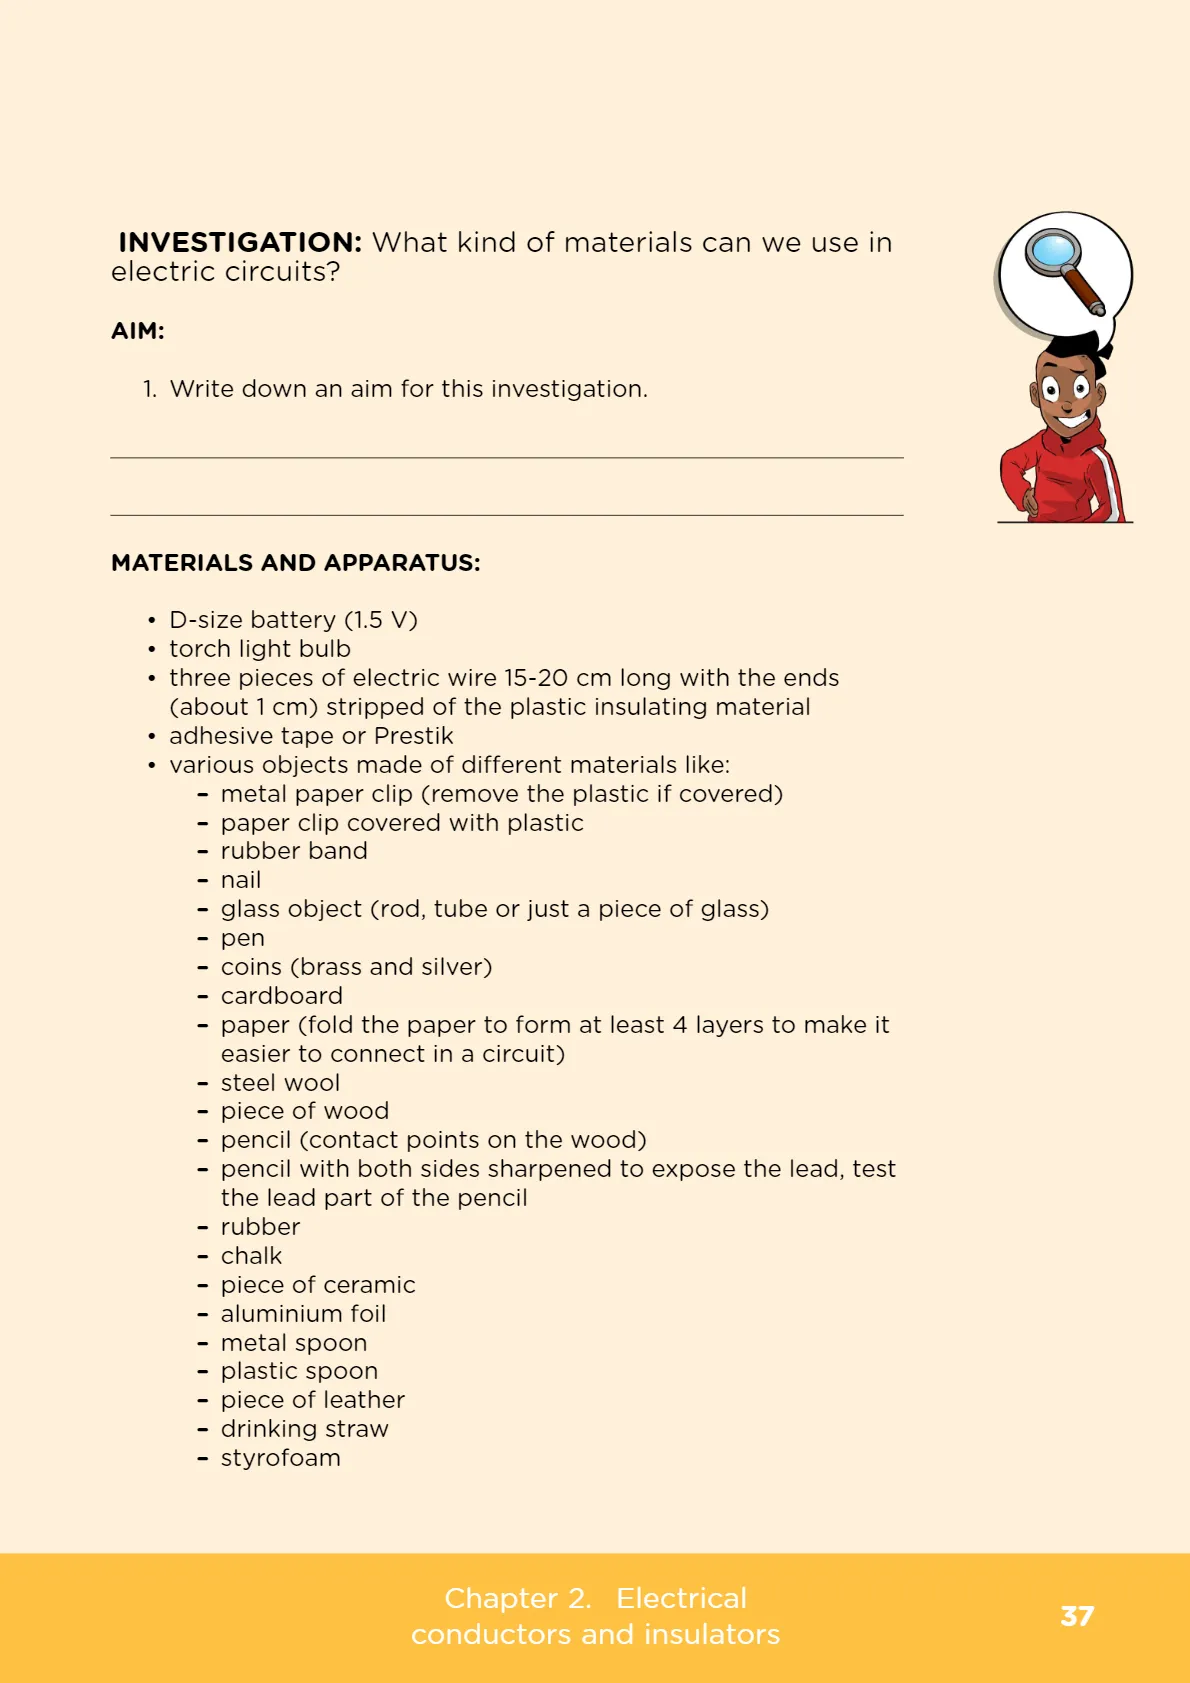 INVESTIGATION: What kind of materials can we use in
electric circuits?
AIM:
1. Write down an aim for this investigation.
MATERIALS AND APPARATUS:
• D-size battery (1.5 V)
• torch light bulb
• three pieces of electric wire 15-20 cm long with the ends
(about 1 cm) stripped of the plastic insulating material
• adhesive tape or Prestik
• various objects made of different materials like:
– metal paper clip (remove the plastic if covered)
– paper clip covered with plastic
– rubber band
– nail
– glass object (rod, tube or just a piece of glass)
– pen
– coins (brass and silver)
– cardboard
– paper (fold the paper to form at least 4 layers to make it
easier to connect in a circuit)
– steel wool
– piece of wood
– pencil (contact points on the wood)
– pencil with both sides sharpened to expose the lead, test
the lead part of the pencil
– rubber
– chalk
– piece of ceramic
– aluminium foil
– metal spoon
– plastic spoon
– piece of leather
– drinking straw
– styrofoam
Chapter 2. Electrical
conductors and insulators
37